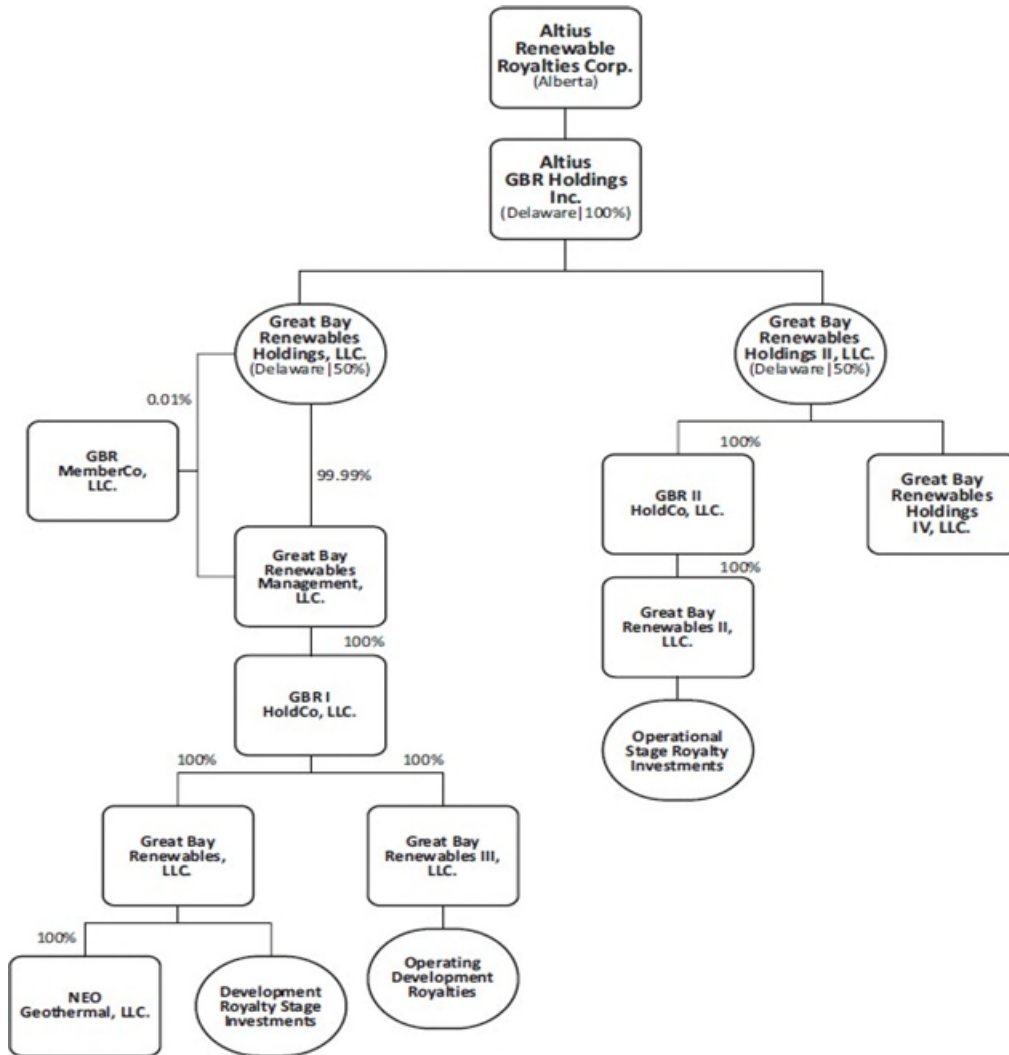 Altius
Renewable
Royalties Corp.
(Alberta)
Altius
GBR Holdings
Inc.
(Delaware|100%)
Great Bay
Renewables
Holdings, LLC.
(Delaware|50%)
Great Bay
Renewables
Holdings II, LLC.
(Delaware|50%)
0.01%
GBR
MemberCo,
LLC.
99.99%
100%
GBR II
HoldCo, LLC.
Great Bay
Renewables
Holdings
IV, LLC.
Great Bay
Renewables
Management,
LLC.
100%
Great Bay
Renewables II,
LLC.
100%
GBR I
HoldCo, LLC.
Operational
Stage Royalty
Investments
100%
100%
Great Bay
Renewables,
LLC.
Great Bay
Renewables III,
LLC.
100%
NEO
Geothermal, LLC.
Development
Royalty Stage
Investments
Operating
Development
Royalties